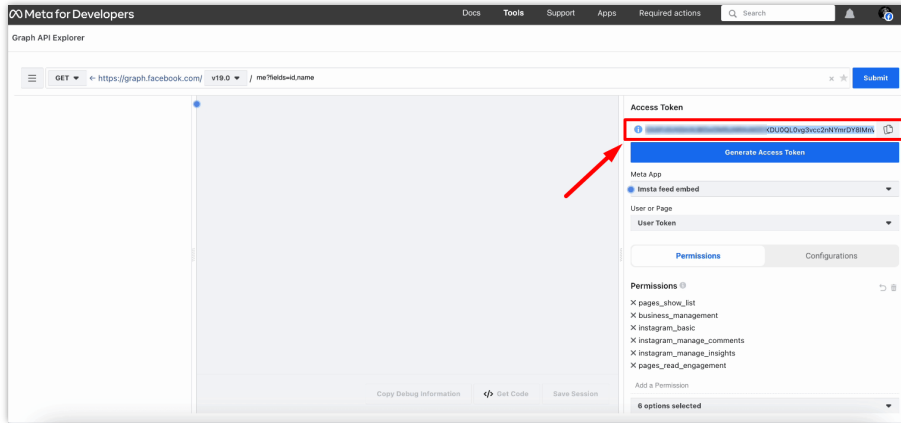 Meta for Developers
Docs Tools Support Apps Required actions Search
Graph API Explorer
GET ← https://graph.facebook.com/ v19.0 / me?fields=id,name Submit
Access Token
KDU0QL0vg3vcc2nNYmrDY8IMn
Generate Access Token
Meta App
Imsta feed embed
User or Page
User Token
Permissions Configurations
Permissions
pages_show_list
business_management
instagram_basic
instagram_manage_comments
instagram_manage_insights
pages_read_engagement
Add a Permission
Copy Debug Information </> Get Code Save Session
6 options selected